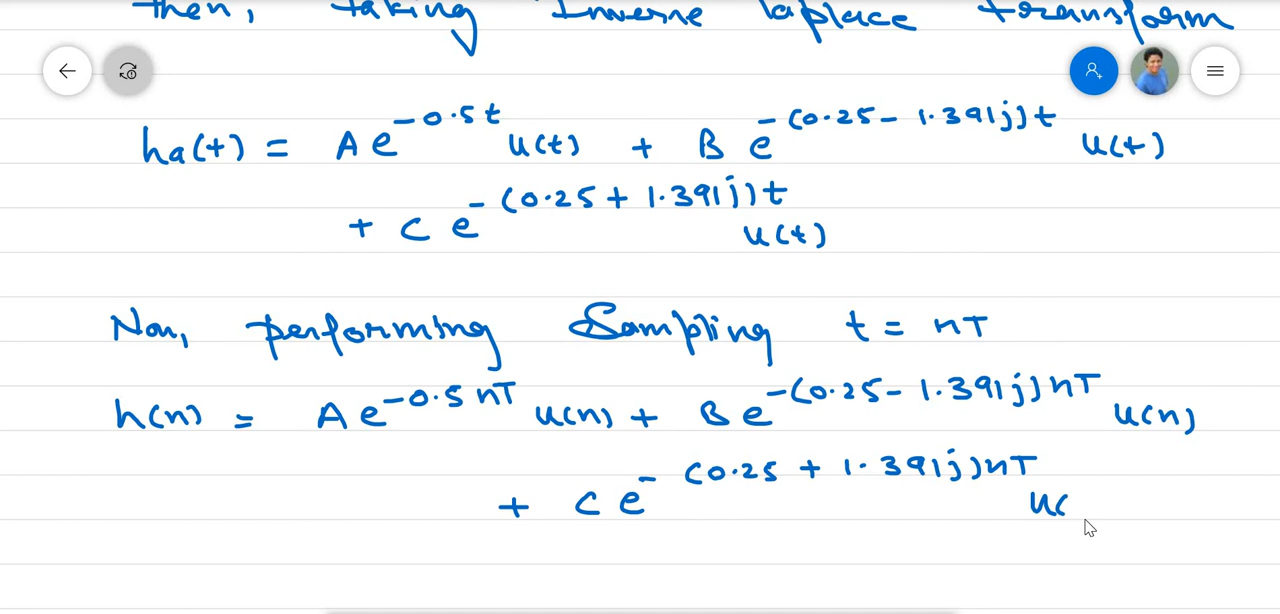 then, taking Inverse laplace transform
ha(t) = A e^{-0.5t} u(t) + B e^{-(0.25 - 1.391j)t} u(t)
+ C e^{-(0.25 + 1.391j)t} u(t)
Now, performing Sampling t = nT
h(n) = A e^{-0.5nT} u(n) + B e^{-(0.25 - 1.391j)nT} u(n)
+ C e^{-(0.25 + 1.391j)nT} u(